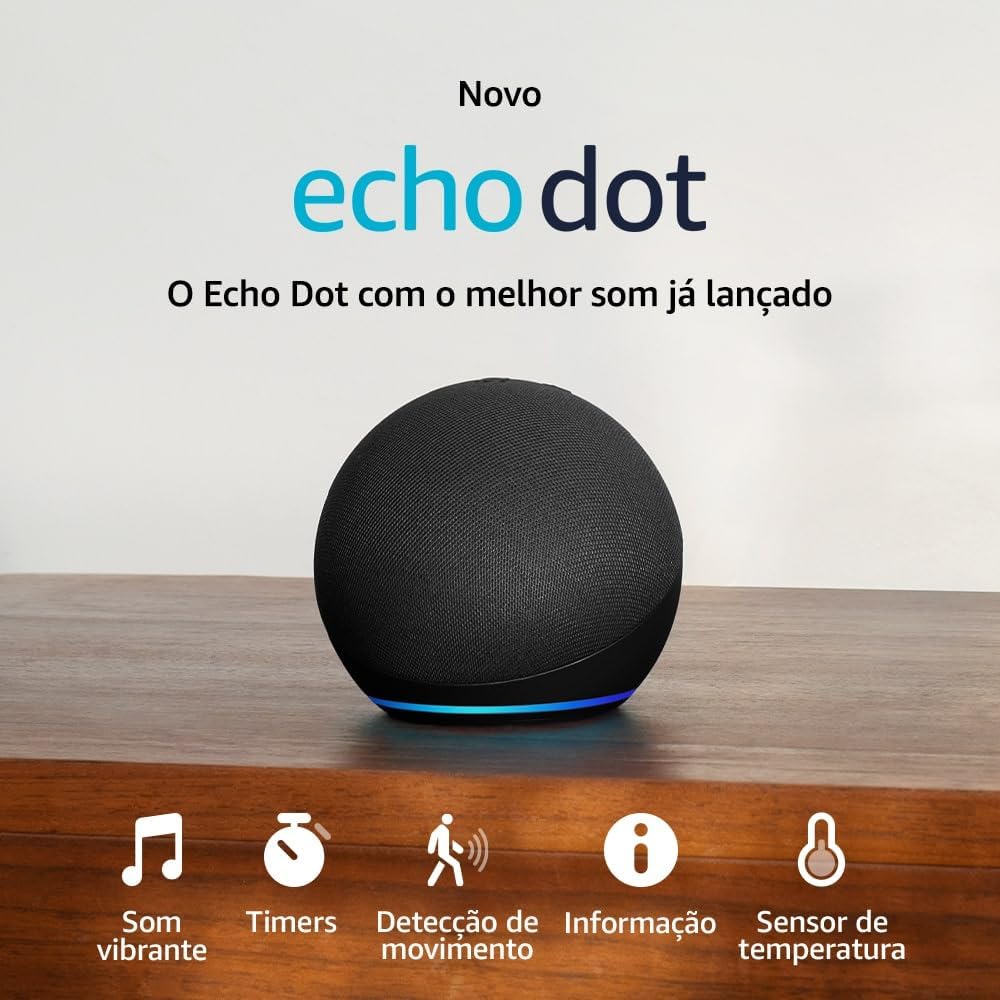 Novo
echo dot
O Echo Dot com o melhor som já lançado
Som
vibrante
Timers
Detecção de
movimento
Informação
Sensor de
temperatura